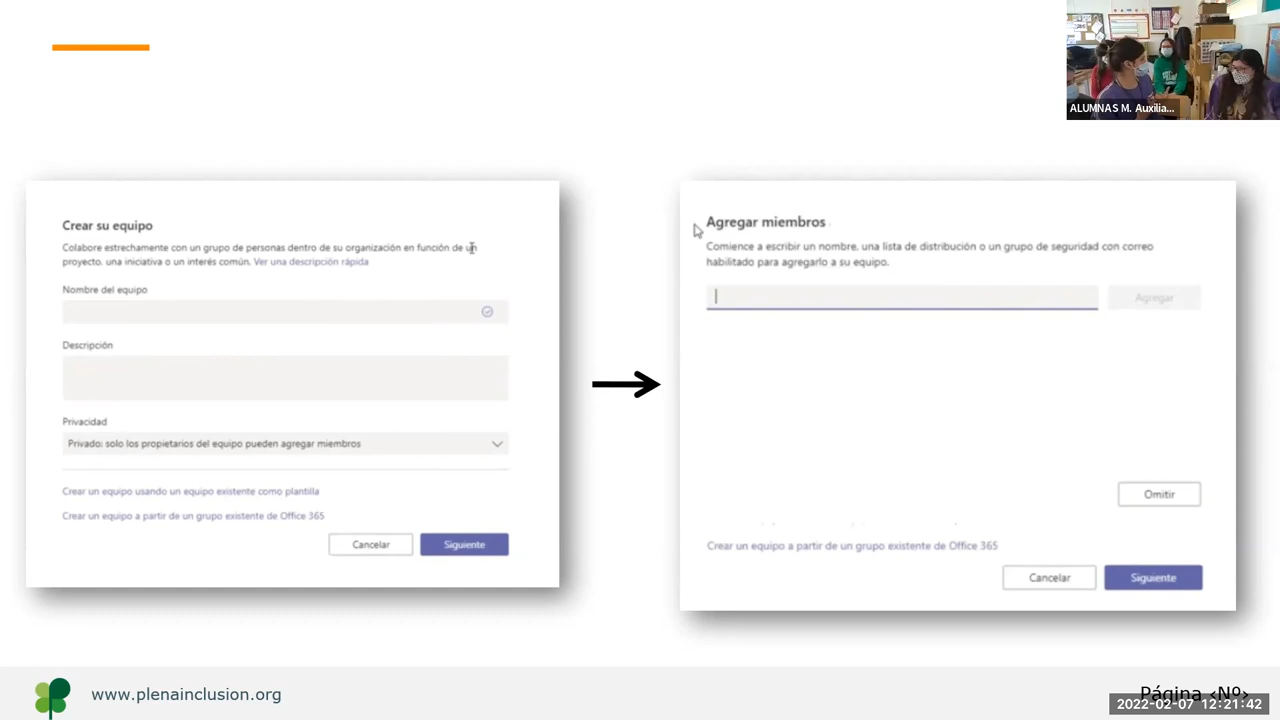 ALUMNAS M. Auxilia...
Crear su equipo
Colabore estrechamente con un grupo de personas dentro de su organización en función de un
proyecto, una iniciativa o un interés común. Ver una descripción rápida
Nombre del equipo
Descripción
Privacidad
Privado: solo los propietarios del equipo pueden agregar miembros
Crear un equipo usando un equipo existente como plantilla
Crear un equipo a partir de un grupo existente de Office 365
Cancelar
Siguiente
Agregar miembros
Comience a escribir un nombre, una lista de distribución o un grupo de seguridad con correo
habilitado para agregarlo a su equipo.
Agregar
Omitir
Crear un equipo a partir de un grupo existente de Office 365
Cancelar
Siguiente
www.plenainclusion.org
Página ‹Nº›
2022-02-07 12:21:42